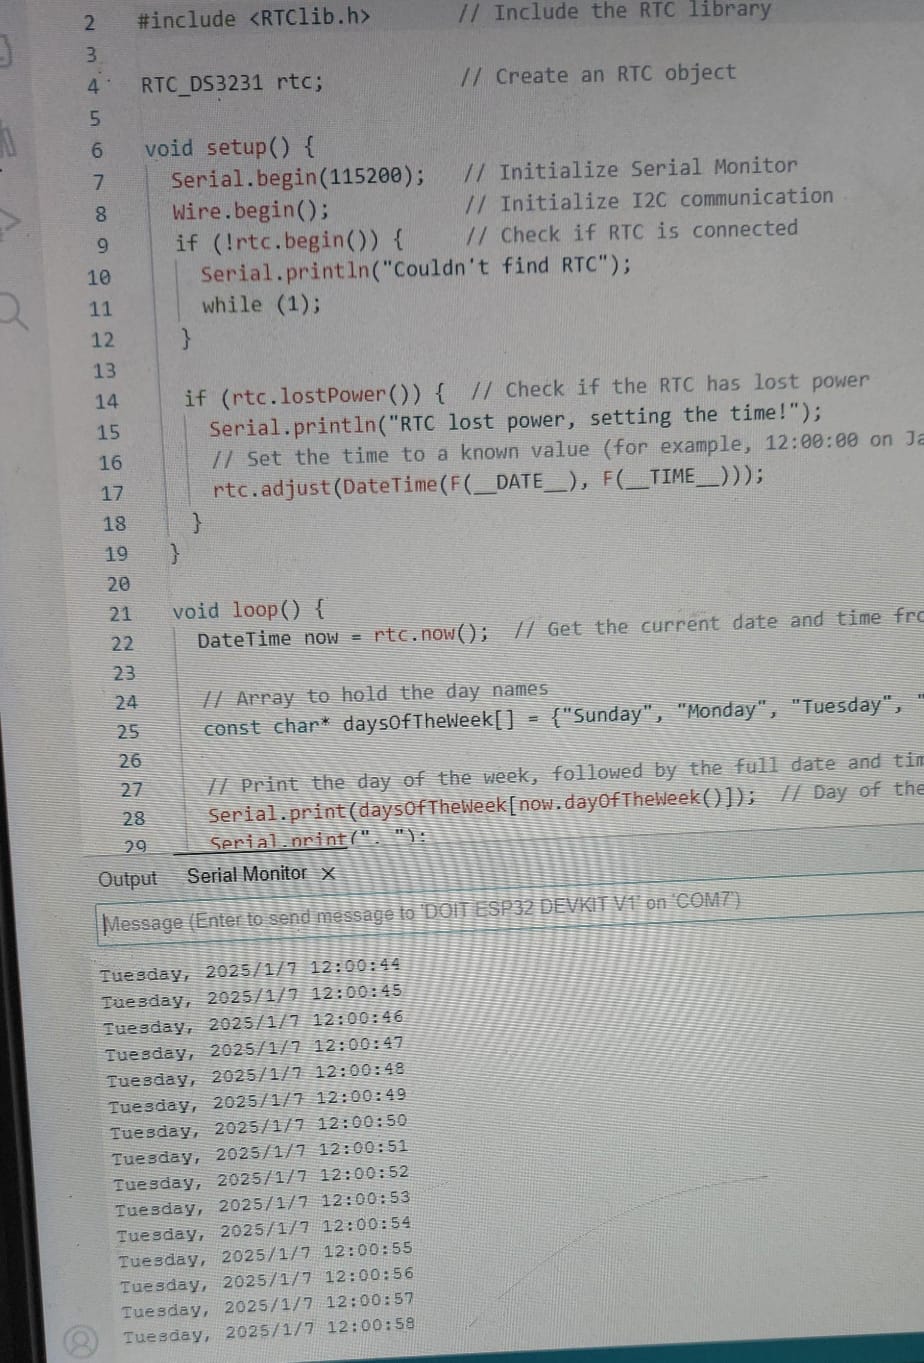 2 #include <RTClib.h> // Include the RTC library
3
4 RTC_DS3231 rtc; // Create an RTC object
5
6 void setup() {
7 Serial.begin(115200); // Initialize Serial Monitor
8 Wire.begin(); // Initialize I2C communication
9 if (!rtc.begin()) { // Check if RTC is connected
10 Serial.println("Couldn't find RTC");
11 while (1);
12 }
13
14 if (rtc.lostPower()) { // Check if the RTC has lost power
15 Serial.println("RTC lost power, setting the time!");
16 // Set the time to a known value (for example, 12:00:00 on Ja
17 rtc.adjust(DateTime(F(__DATE__), F(__TIME__)));
18 }
19 }
20
21 void loop() {
22 DateTime now = rtc.now(); // Get the current date and time fro
23
24 // Array to hold the day names
25 const char* daysOfTheWeek[] = {"Sunday", "Monday", "Tuesday", "
26
27 // Print the day of the week, followed by the full date and tim
28 Serial.print(daysOfTheWeek[now.dayOfTheWeek()]); // Day of the
29 Serial.print(", ");
Output Serial Monitor ×
Message (Enter to send message to 'DOIT ESP32 DEVKIT V1' on 'COM7')
Tuesday, 2025/1/7 12:00:44
Tuesday, 2025/1/7 12:00:45
Tuesday, 2025/1/7 12:00:46
Tuesday, 2025/1/7 12:00:47
Tuesday, 2025/1/7 12:00:48
Tuesday, 2025/1/7 12:00:49
Tuesday, 2025/1/7 12:00:50
Tuesday, 2025/1/7 12:00:51
Tuesday, 2025/1/7 12:00:52
Tuesday, 2025/1/7 12:00:53
Tuesday, 2025/1/7 12:00:54
Tuesday, 2025/1/7 12:00:55
Tuesday, 2025/1/7 12:00:56
Tuesday, 2025/1/7 12:00:57
Tuesday, 2025/1/7 12:00:58